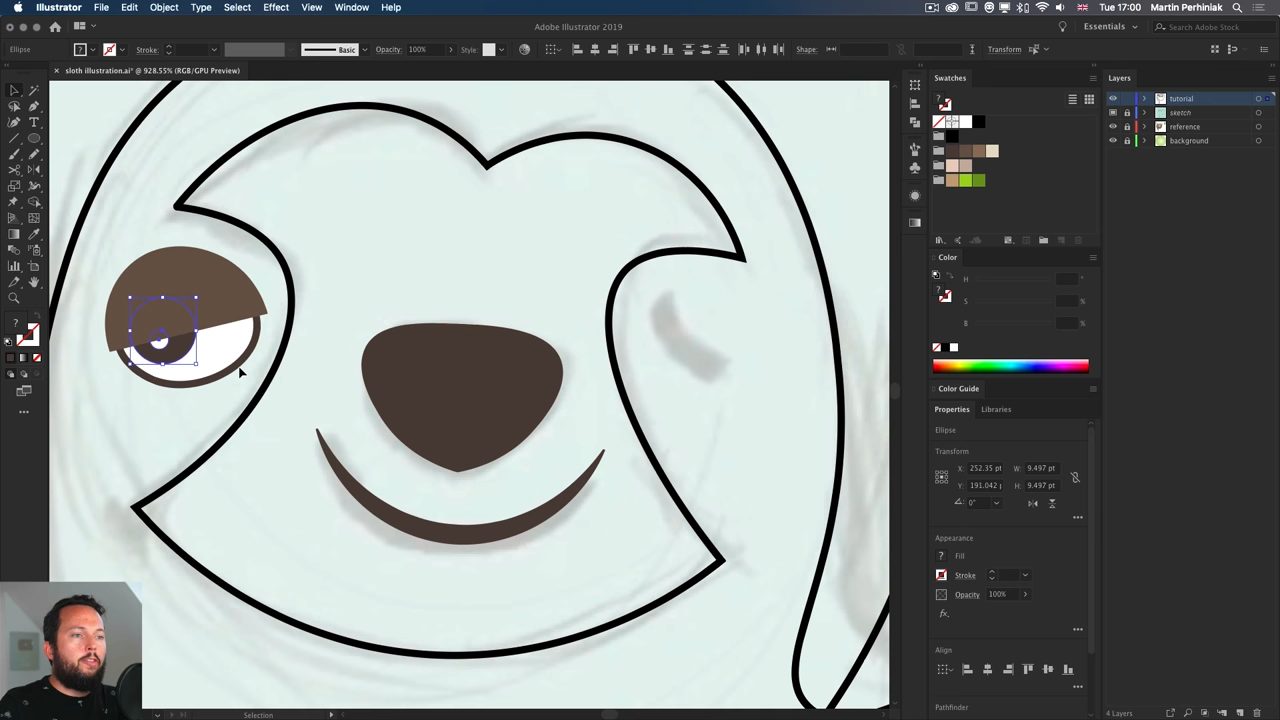 Illustrator File Edit Object Type Select Effect View Window Help Tue 17:00 Martin Perhiniak
Adobe Illustrator 2019 Essentials Search Adobe Stock
Ellipse ? Stroke: Basic Opacity: 100% Style: Shape: Transform
× sloth illustration.ai* @ 928.55% (RGB/GPU Preview)
Swatches
Layers
tutorial
sketch
reference
background
Color
H
S
B
%
%
Color Guide
Properties Libraries
Ellipse
Transform
X: 252.35 pt W: 9.497 pt
Y: 191.042 H: 9.497 pt
0°
Appearance
? Fill
Stroke
Opacity 100%
fx.
Align
Pathfinder
Selection
4 Layers